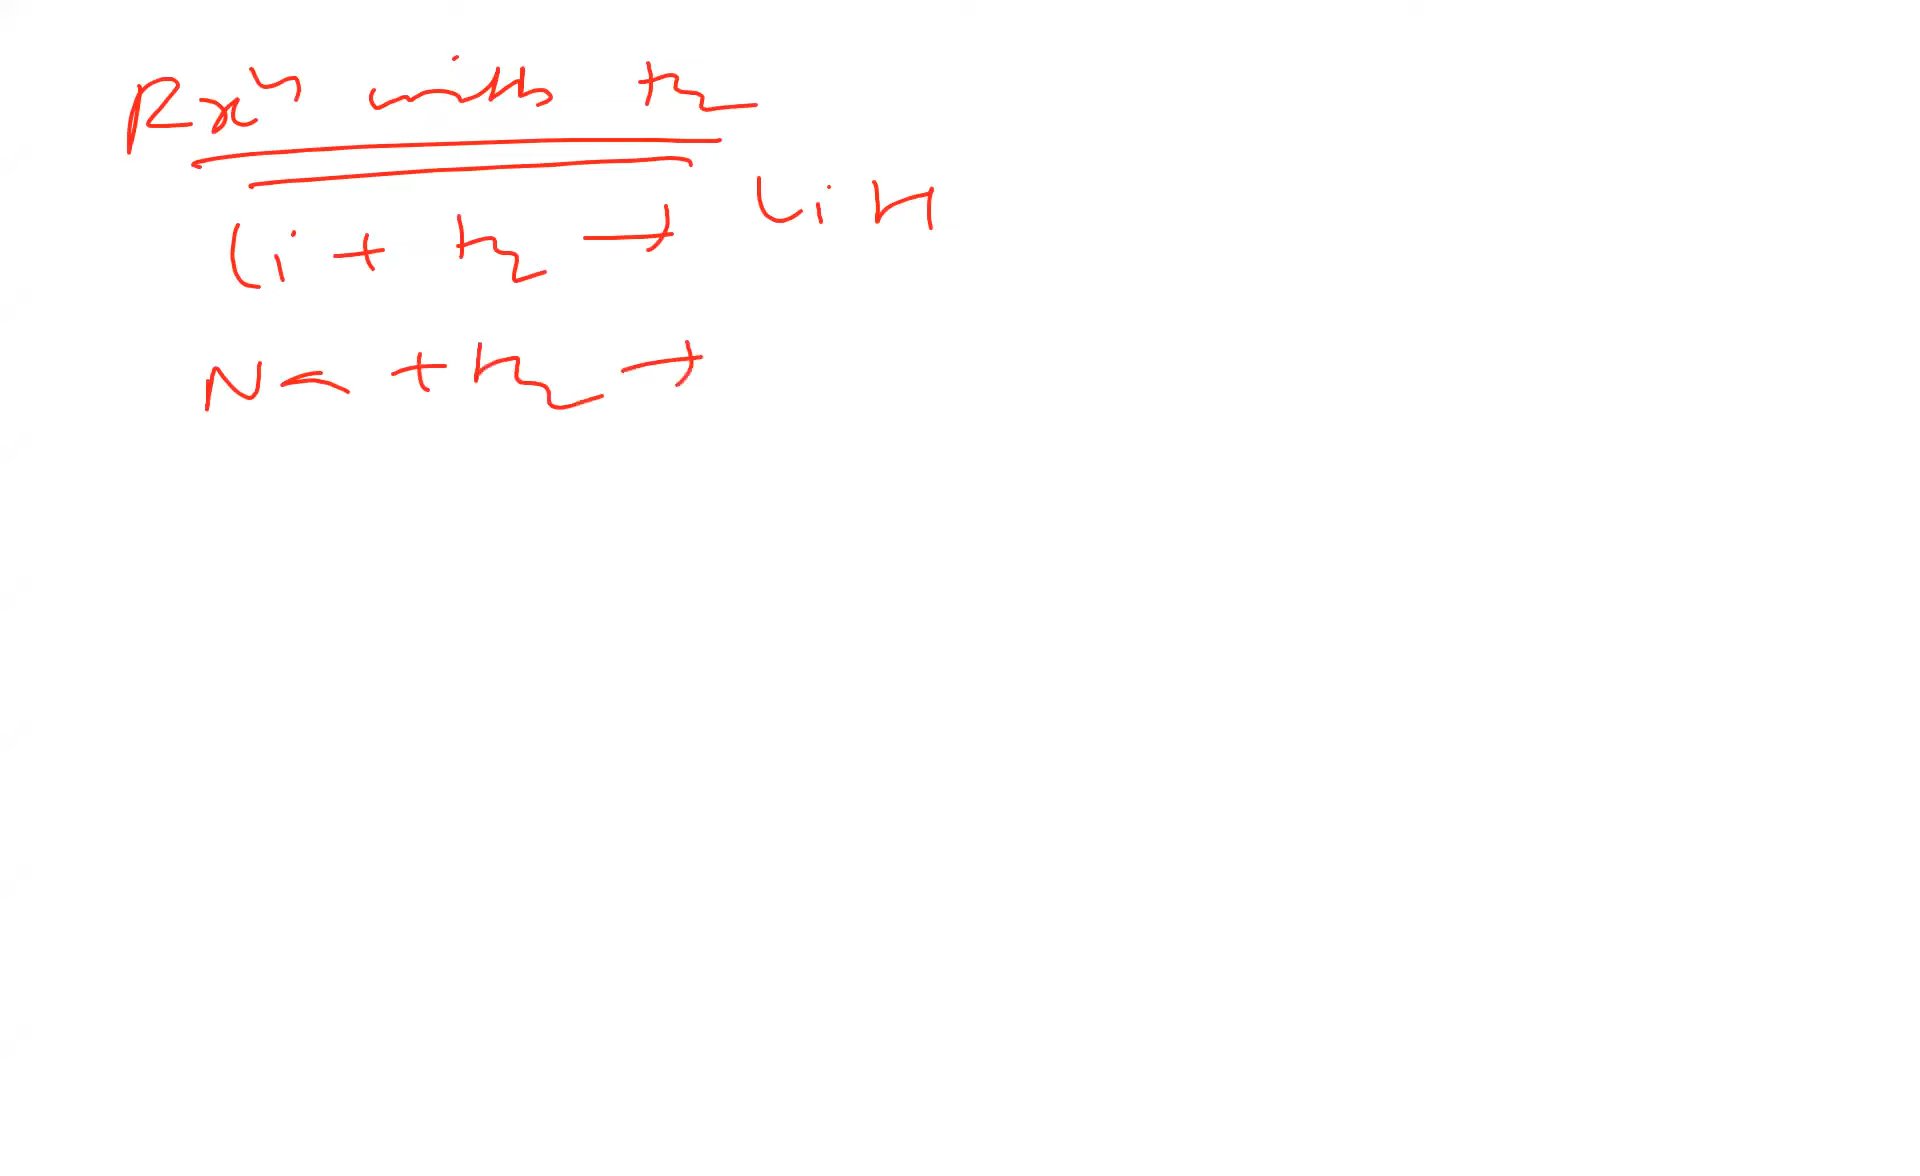 Rxⁿ with H₂
Li + H₂ → LiH
Na + H₂ →